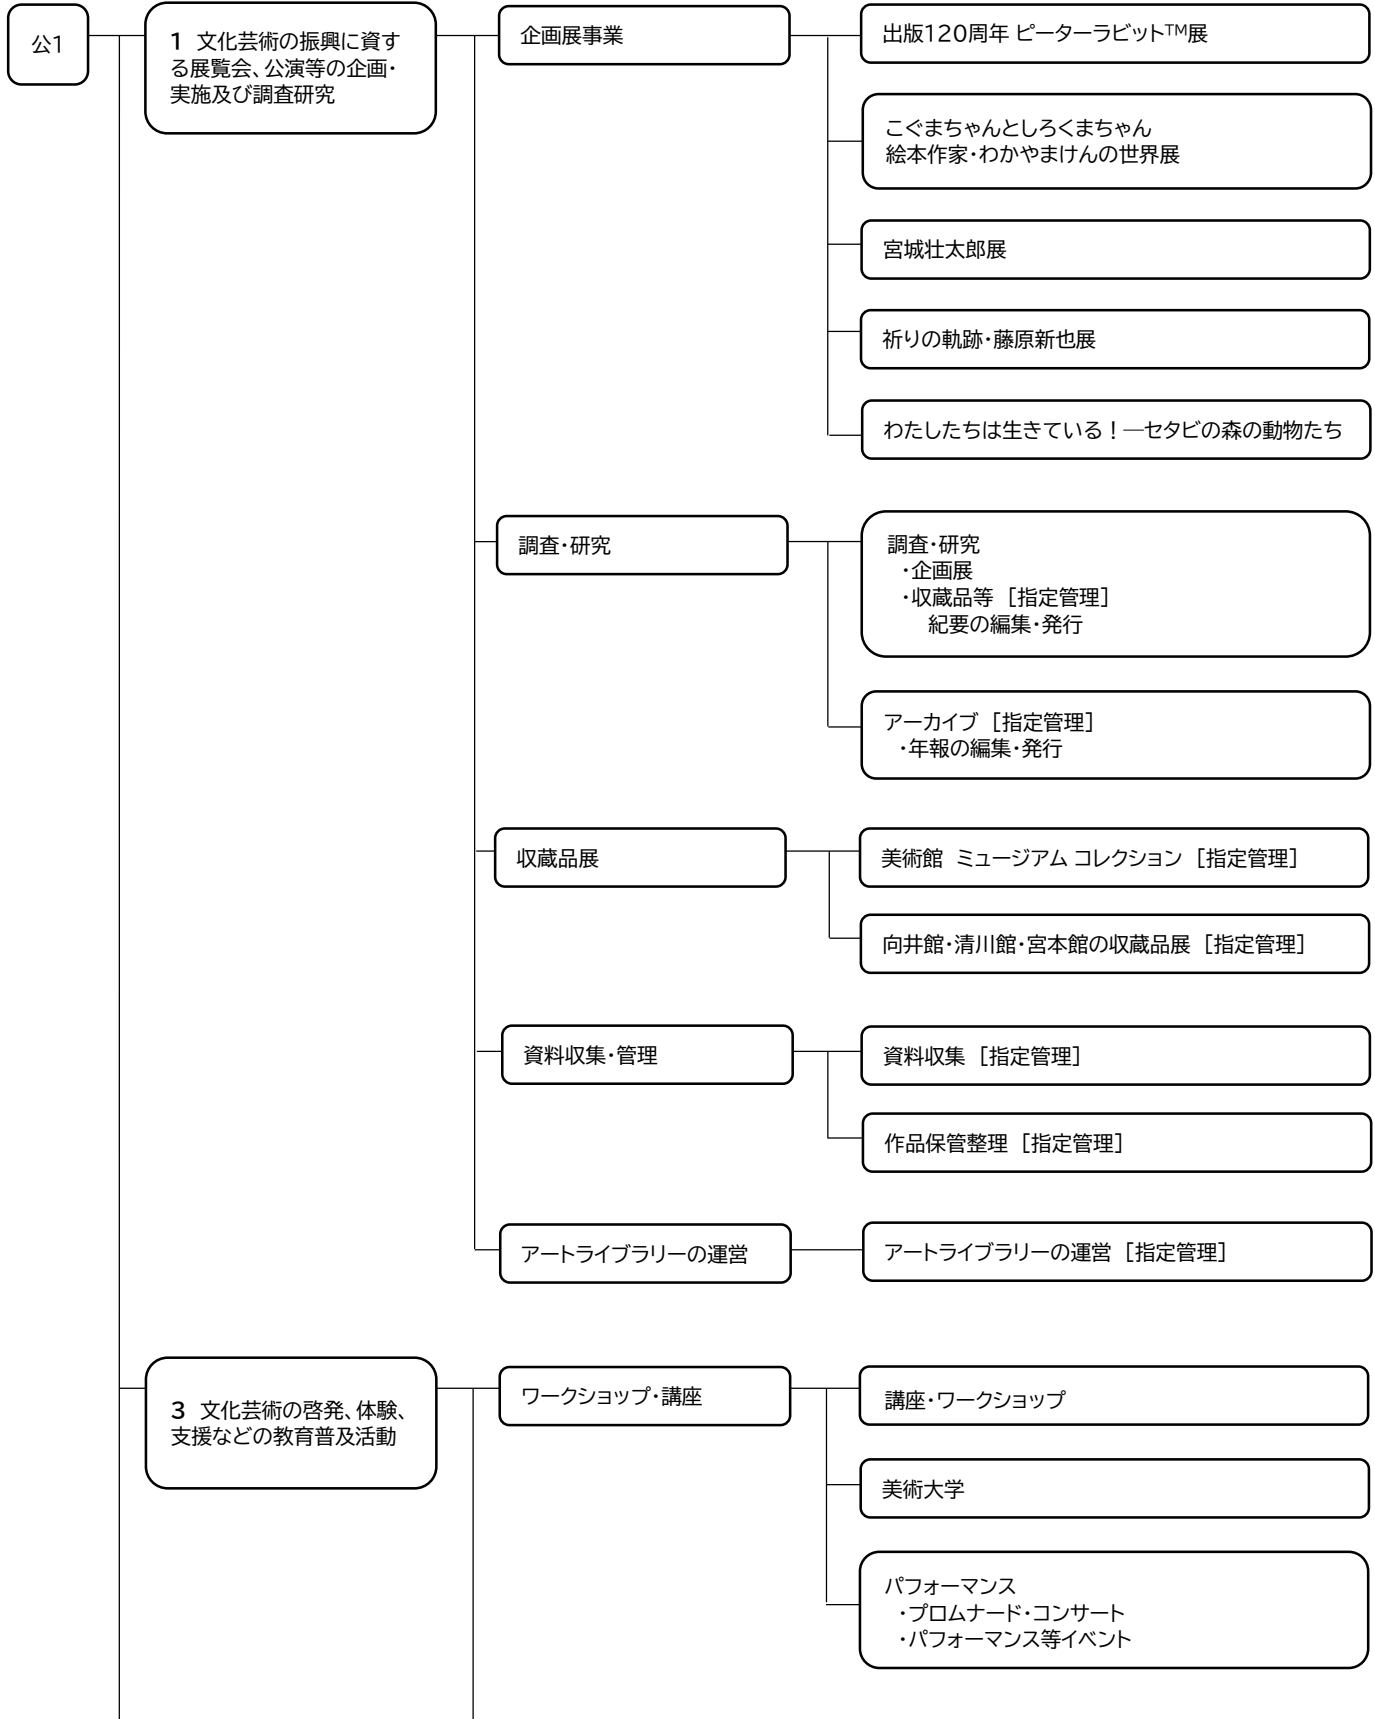 公1
1 文化芸術の振興に資す
る展覧会、公演等の企画・
実施及び調査研究
企画展事業
出版120周年 ピーターラビット™展
こぐまちゃんとしろくまちゃん
絵本作家・わかやまけんの世界展
宮城壮太郎展
祈りの軌跡・藤原新也展
わたしたちは生きている！―セタビの森の動物たち
調査・研究
調査・研究
・企画展
・収蔵品等 [指定管理]
紀要の編集・発行
アーカイブ [指定管理]
・年報の編集・発行
収蔵品展
美術館 ミュージアム コレクション [指定管理]
向井館・清川館・宮本館の収蔵品展 [指定管理]
資料収集・管理
資料収集 [指定管理]
作品保管整理 [指定管理]
アートライブラリーの運営
アートライブラリーの運営 [指定管理]
3 文化芸術の啓発、体験、
支援などの教育普及活動
ワークショップ・講座
講座・ワークショップ
美術大学
パフォーマンス
・プロムナード・コンサート
・パフォーマンス等イベント